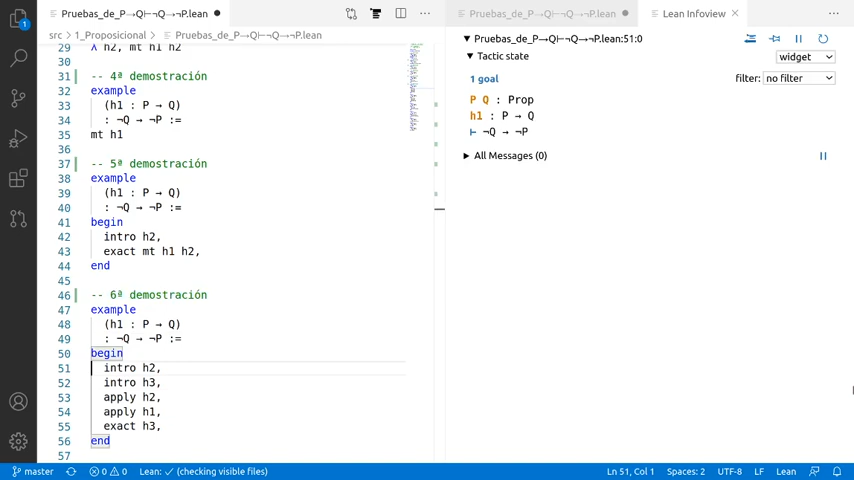 Pruebas_de_P→Q⊢¬Q→¬P.lean
Pruebas_de_P→Q⊢¬Q→¬P.lean
Lean Infoview
src > 1_Proposicional > Pruebas_de_P→Q⊢¬Q→¬P.lean
29 λ h2, mt h1 h2
30
31 -- 4ª demostración
32 example
33 (h1 : P → Q)
34 : ¬Q → ¬P :=
35 mt h1
36
37 -- 5ª demostración
38 example
39 (h1 : P → Q)
40 : ¬Q → ¬P :=
41 begin
42 intro h2,
43 exact mt h1 h2,
44 end
45
46 -- 6ª demostración
47 example
48 (h1 : P → Q)
49 : ¬Q → ¬P :=
50 begin
51 intro h2,
52 intro h3,
53 apply h2,
54 apply h1,
55 exact h3,
56 end
57
Pruebas_de_P→Q⊢¬Q→¬P.lean:51:0
Tactic state
widget
1 goal
filter: no filter
P Q : Prop
h1 : P → Q
⊢ ¬Q → ¬P
All Messages (0)
1
master
0 0
Lean: ✓ (checking visible files)
Ln 51, Col 1
Spaces: 2
UTF-8
LF
Lean